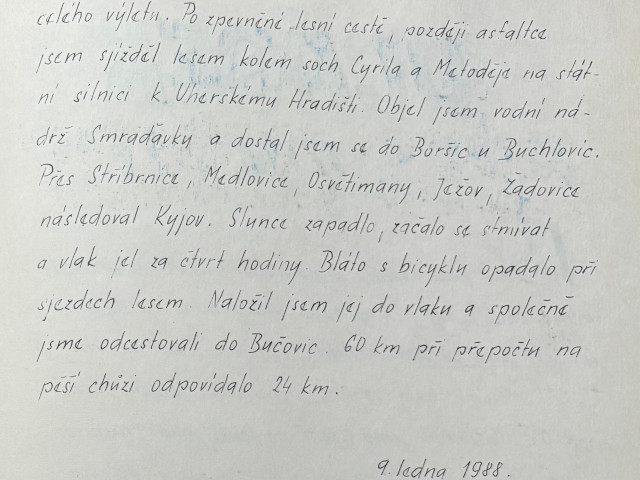 celého výletu. Po zpevněné lesní cestě, později asfaltce
jsem sjížděl lesem kolem soch Cyrila a Metoděje na stát-
ní silnici k Uherskému Hradišti. Objel jsem vodní ná-
drž Smraďavky a dostal jsem se do Boršic u Buchlovic.
Přes Stříbrnice, Medlovice, Osvětimany, Ježov, Žádovice
následoval Kyjov. Slunce zapadlo, začalo se stmívat
a vlak jel za čtvrt hodiny. Bláto s bicyklu opadalo při
sjezdech lesem. Naložil jsem jej do vlaku a společně
jsme odcestovali do Bučovic. 60 km při přepočtu na
pěší chůzi odpovídalo 24 km.
9. ledna 1988.